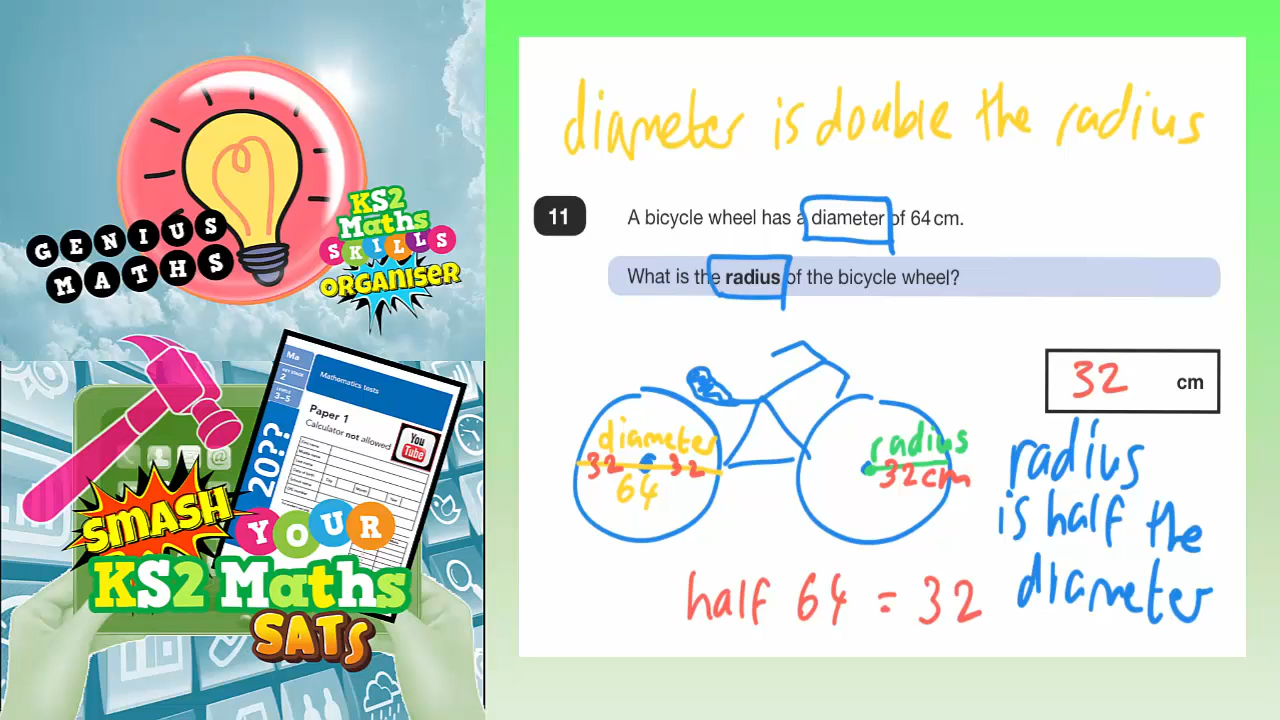 GENIUS
MATHS
KS2
Maths
SKILLS
ORGANISER
Ma
KEY STAGE
2
LEVELS
3–5
Mathematics tests
Paper 1
Calculator not allowed
You
Tube
20??
SMASH
YOUR
KS2 Maths
SATS
diameter is double the radius
11
A bicycle wheel has a diameter of 64 cm.
What is the radius of the bicycle wheel?
32 cm
diameter
32 32
64
radius
32cm
radius
is half the
diameter
half 64 = 32